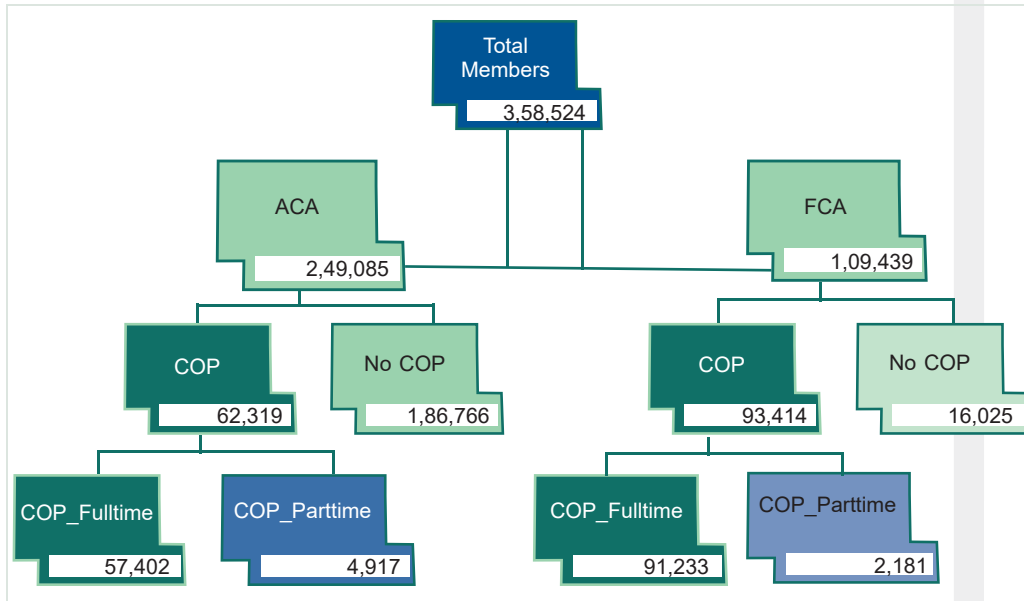 Total
Members
3,58,524
ACA
2,49,085
FCA
1,09,439
COP
62,319
No COP
1,86,766
COP
93,414
No COP
16,025
COP_Fulltime
57,402
COP_Parttime
4,917
COP_Fulltime
91,233
COP_Parttime
2,181